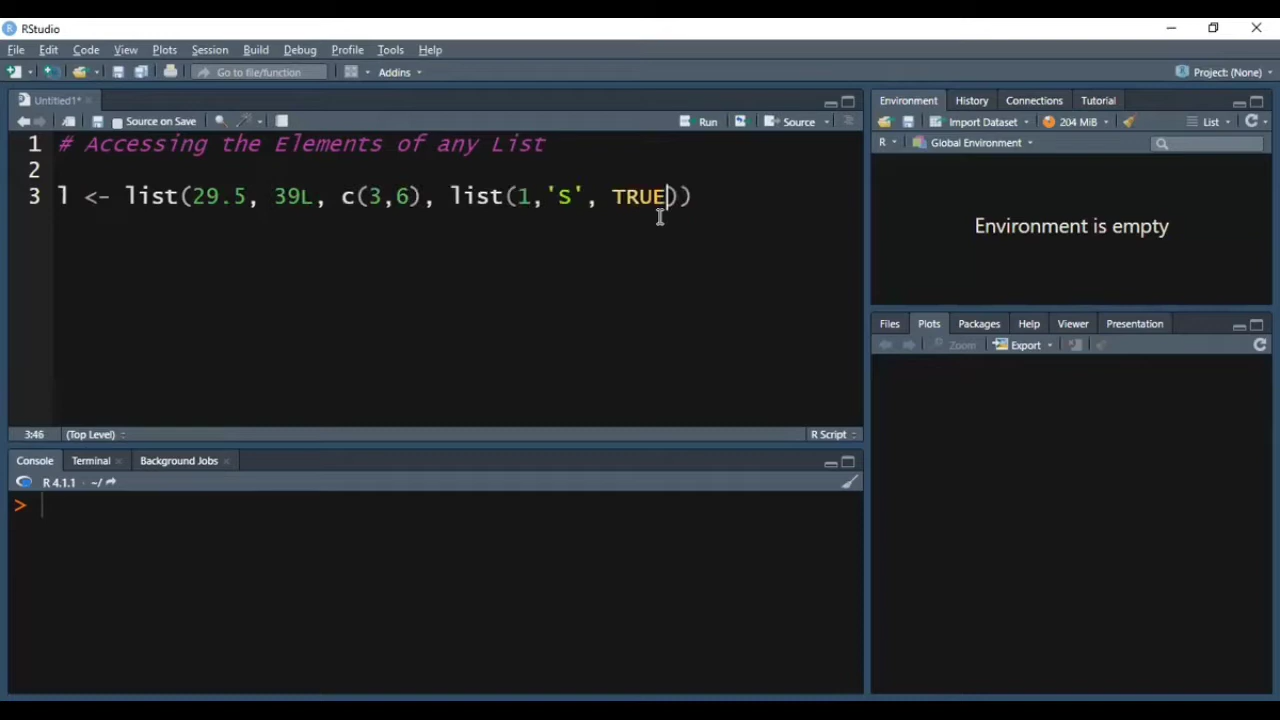 RStudio
File Edit View Plots Session Build Debug Profile Tools Help
Go to file/function Addins Project: (None)
Untitled1*
Source on Save Run Source
1 # Accessing the Elements of any List
2
3 l <- list(29.5, 39L, c(3,6), list(1,'S', TRUE))
3:46 (Top Level) R Script
Console Terminal Background Jobs
R 4.1.1 · ~/
>
Environment History Connections Tutorial
Import Dataset 204 MiB List
R Global Environment
Environment is empty
Files Plots Packages Help Viewer Presentation
Zoom Export